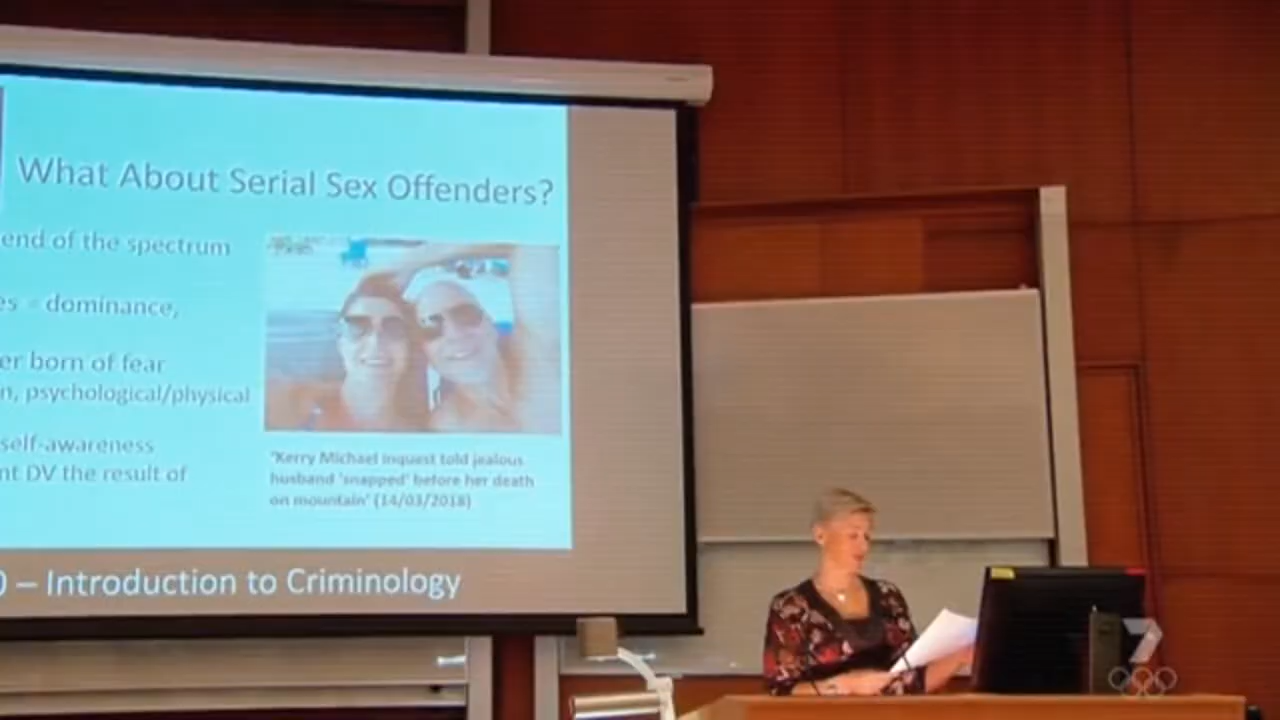 What About Serial Sex Offenders?
end of the spectrum
es - dominance,
er born of fear
n, psychological/physical
self-awareness
nt DV the result of
'Kerry Michael inquest told jealous
husband 'snapped' before her death
on mountain' (14/03/2018)
0 – Introduction to Criminology
7